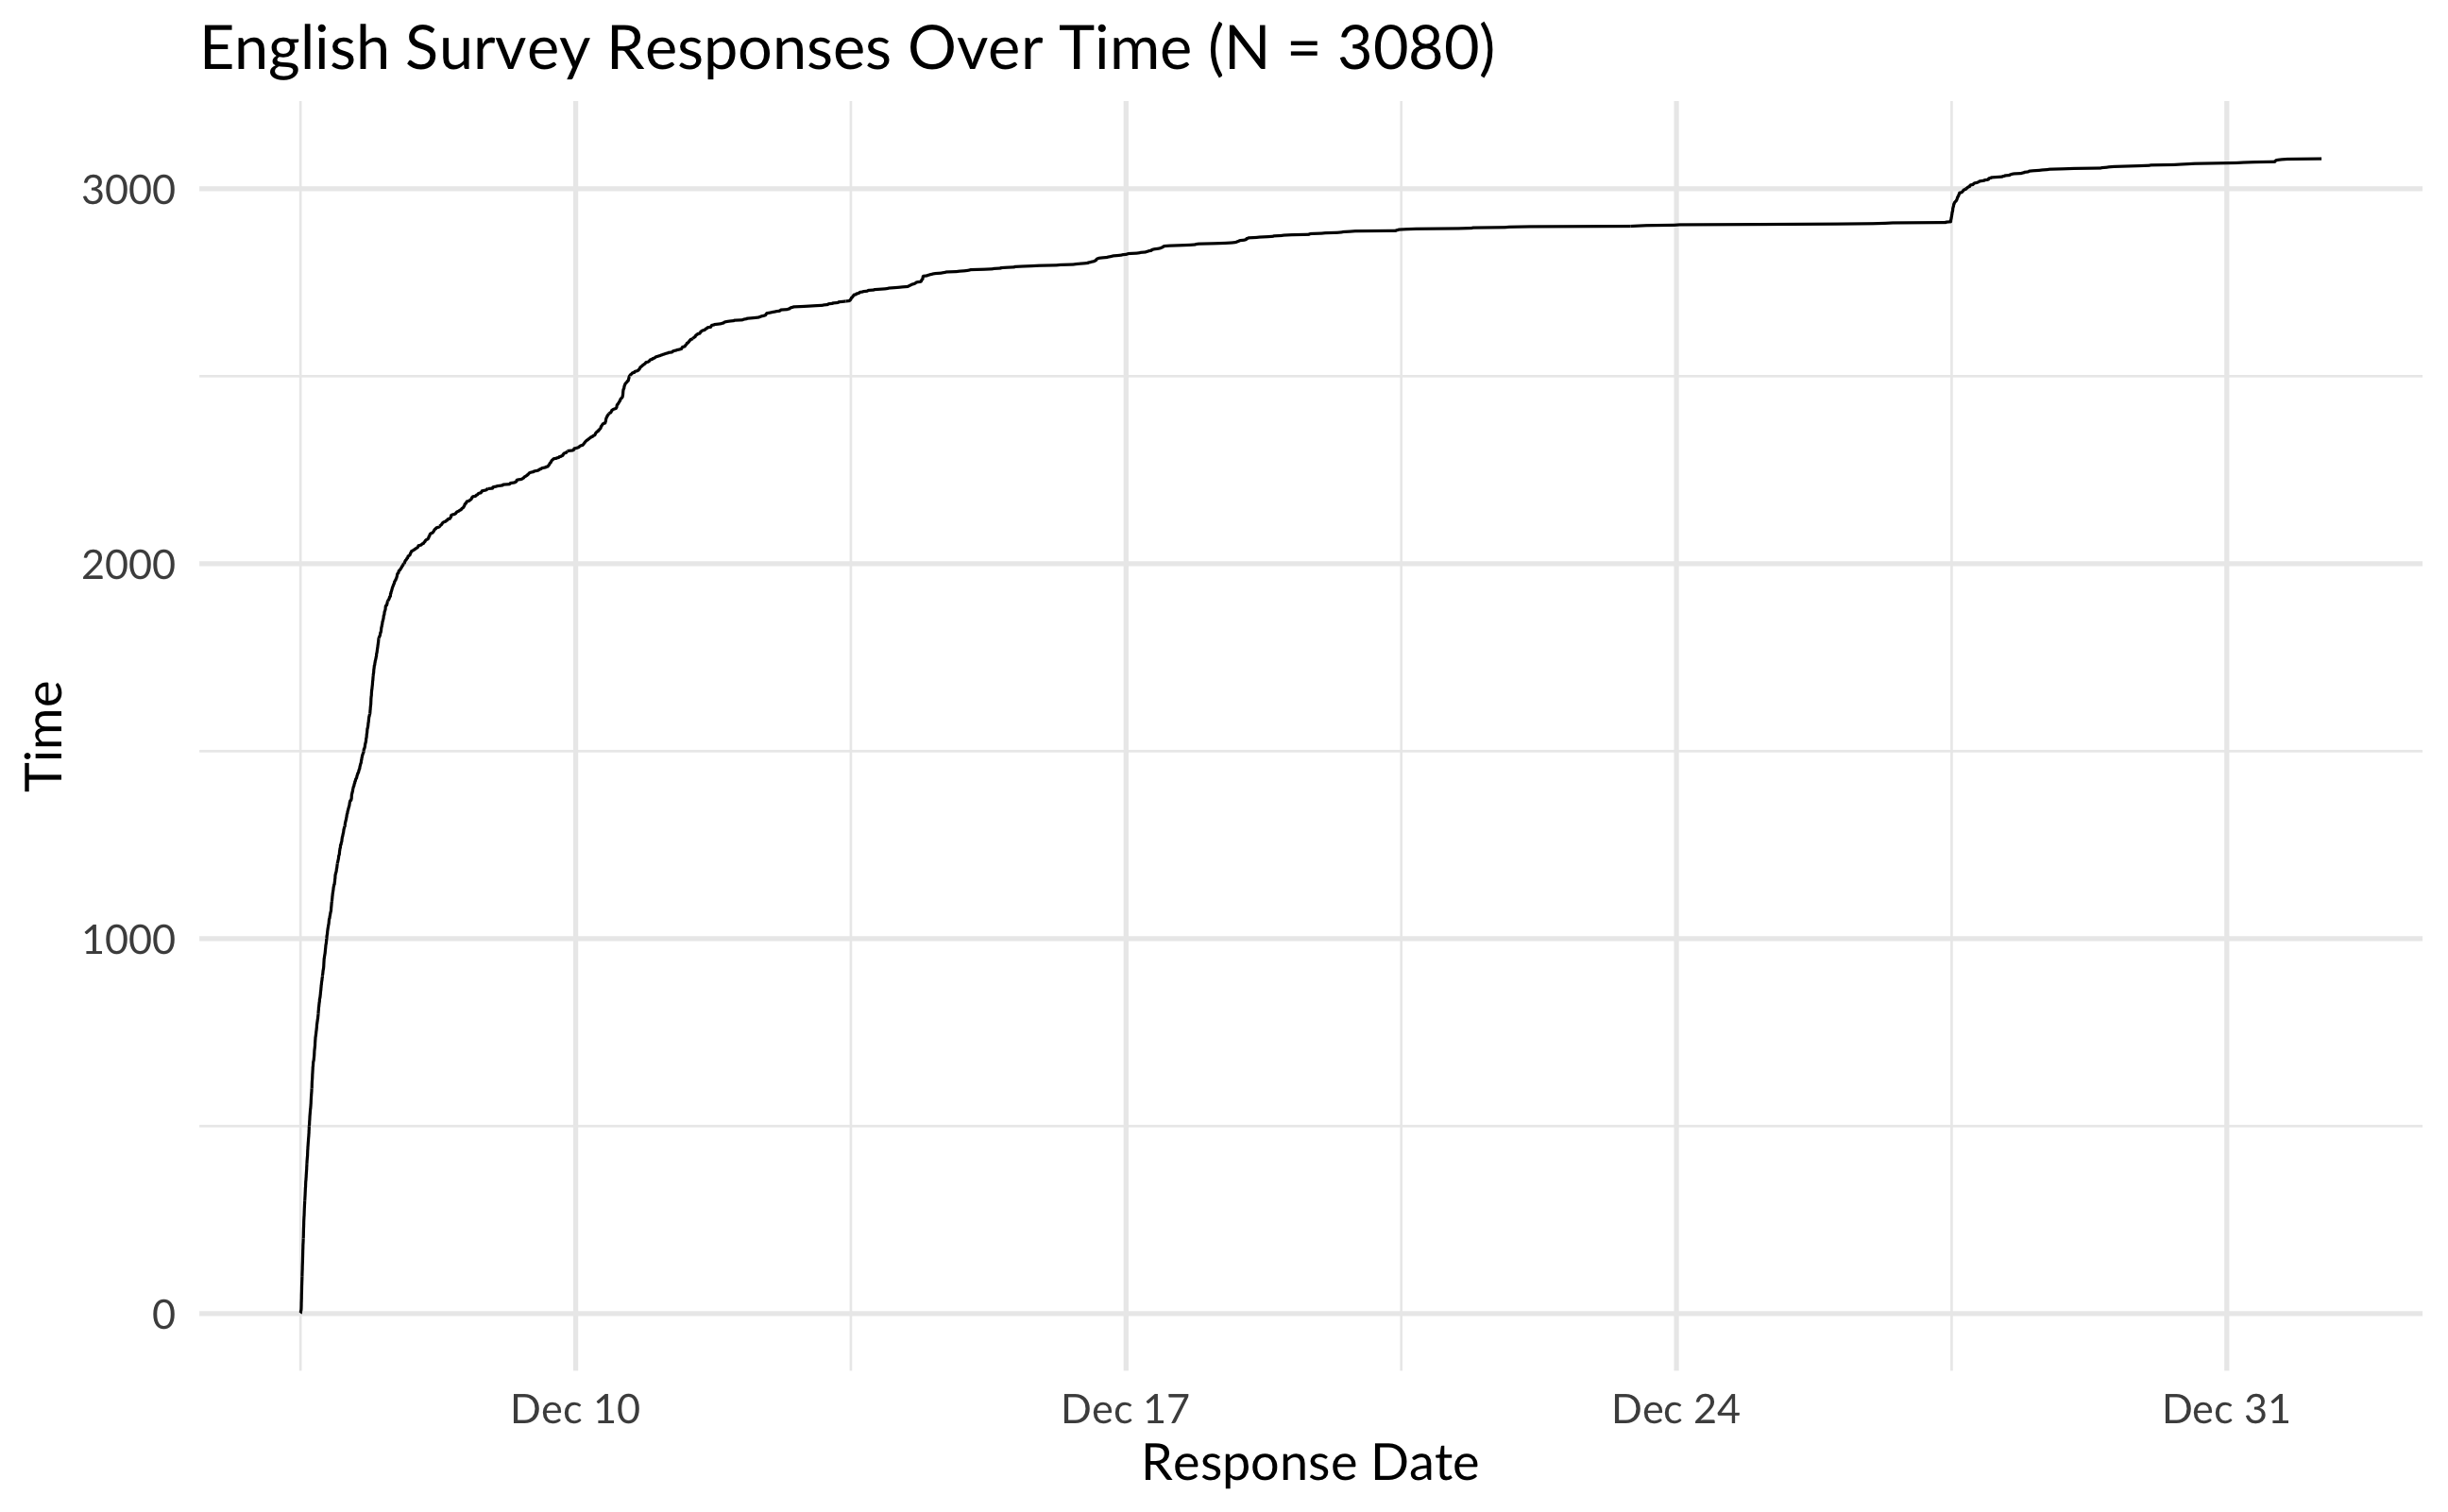 English Survey Responses Over Time (N = 3080)
3000
2000
1000
0
Time
Dec 10
Dec 17
Dec 24
Dec 31
Response Date